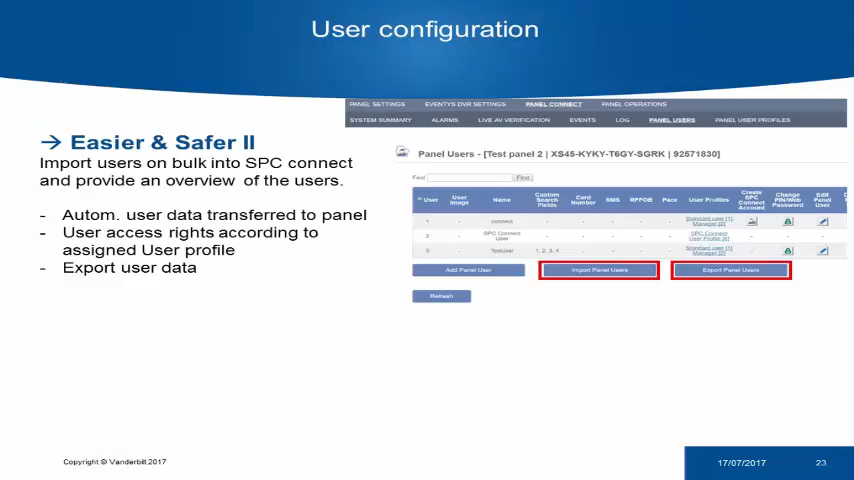 User configuration
PANEL SETTINGS EVENTYS DVR SETTINGS PANEL CONNECT PANEL OPERATIONS
SYSTEM SUMMARY ALARMS LIVE AV VERIFICATION EVENTS LOG PANEL USERS PANEL USER PROFILES
→ Easier & Safer II
Import users on bulk into SPC connect
and provide an overview of the users.
- Autom. user data transferred to panel
- User access rights according to
assigned User profile
- Export user data
Panel Users - [Test panel 2 | XS45-KYKY-T6GY-SGRK | 92571830]
Find Find
User User Image Name Custom Search Fields Card Number SMS RFFOB Pace User Profiles Create SPC Connect Account Change PIN/Web Password Edit Panel User
1 - connect - - - - - Standard user [1] Manager [2]
2 - SPC Connect User - - - - - SPC Connect User Profile [6] - - -
3 - Testuser 1, 2, 3, 4 - - - - Standard user [1] Manager [2] -
Add Panel User Import Panel Users Export Panel Users
Refresh
Copyright © Vanderbilt 2017
17/07/2017 23